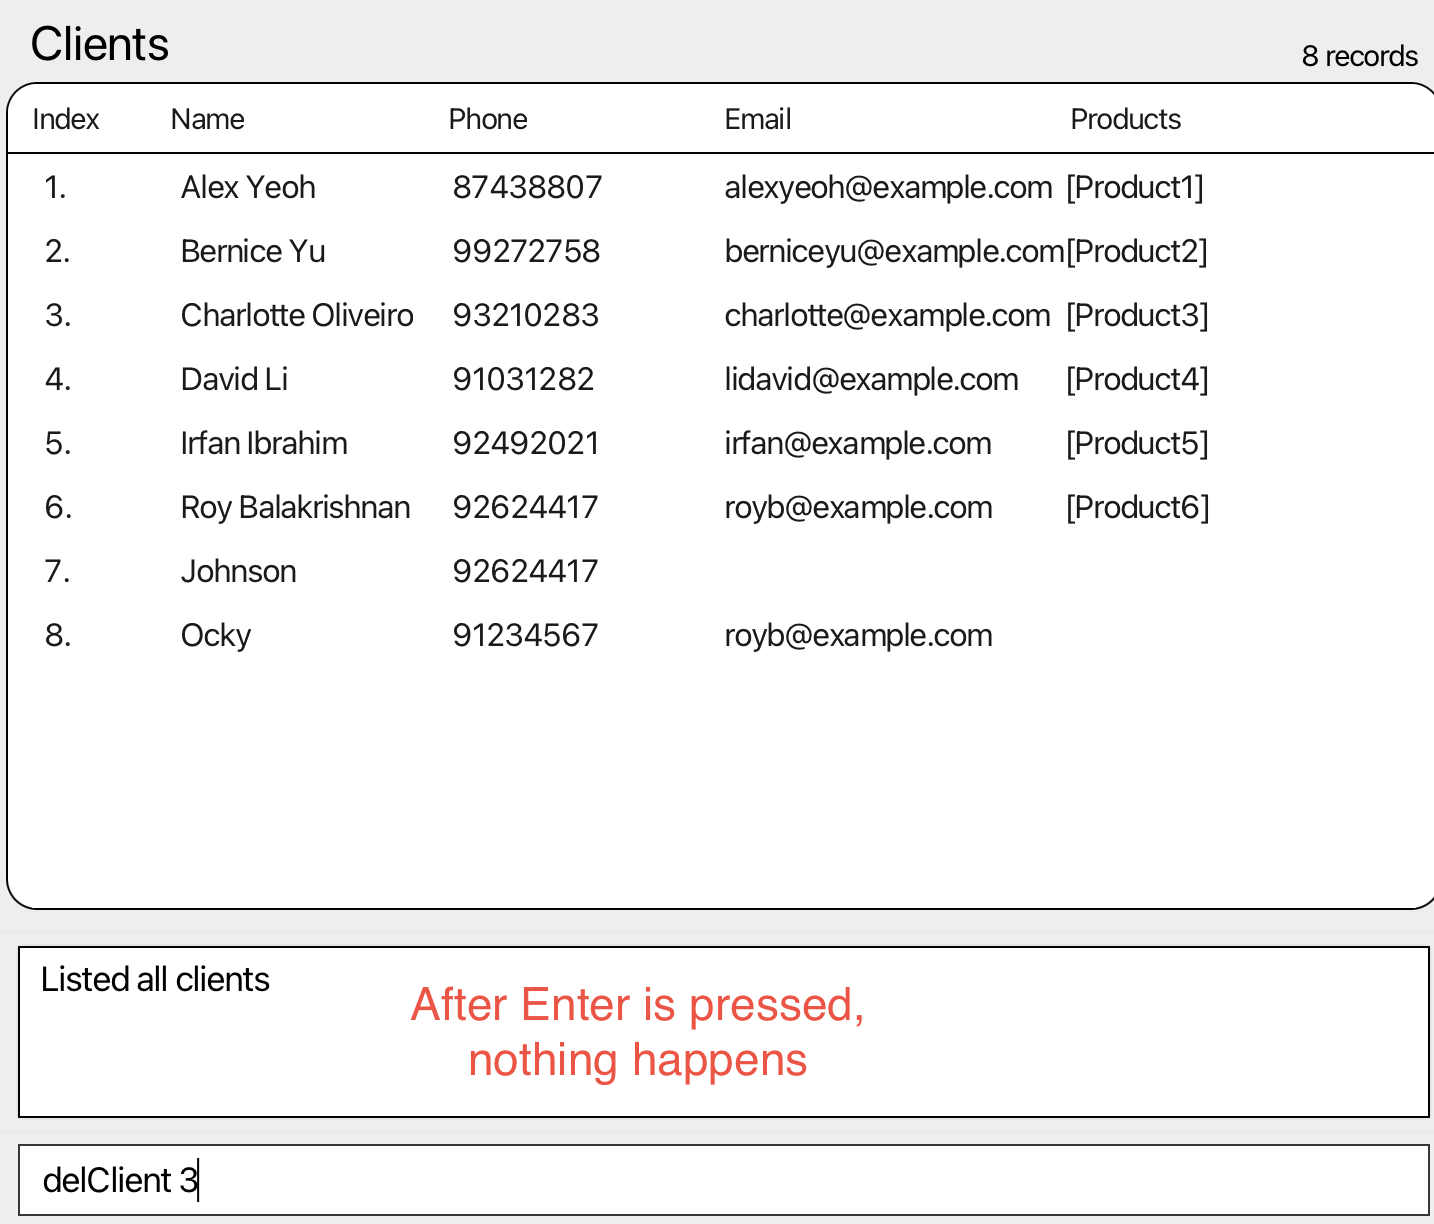 Clients
8 records
Index Name Phone Email Products
1. Alex Yeoh 87438807 alexyeoh@example.com [Product1]
2. Bernice Yu 99272758 berniceyu@example.com[Product2]
3. Charlotte Oliveiro 93210283 charlotte@example.com [Product3]
4. David Li 91031282 lidavid@example.com [Product4]
5. Irfan Ibrahim 92492021 irfan@example.com [Product5]
6. Roy Balakrishnan 92624417 royb@example.com [Product6]
7. Johnson 92624417
8. Ocky 91234567 royb@example.com
Listed all clients
After Enter is pressed,
nothing happens
delClient 3